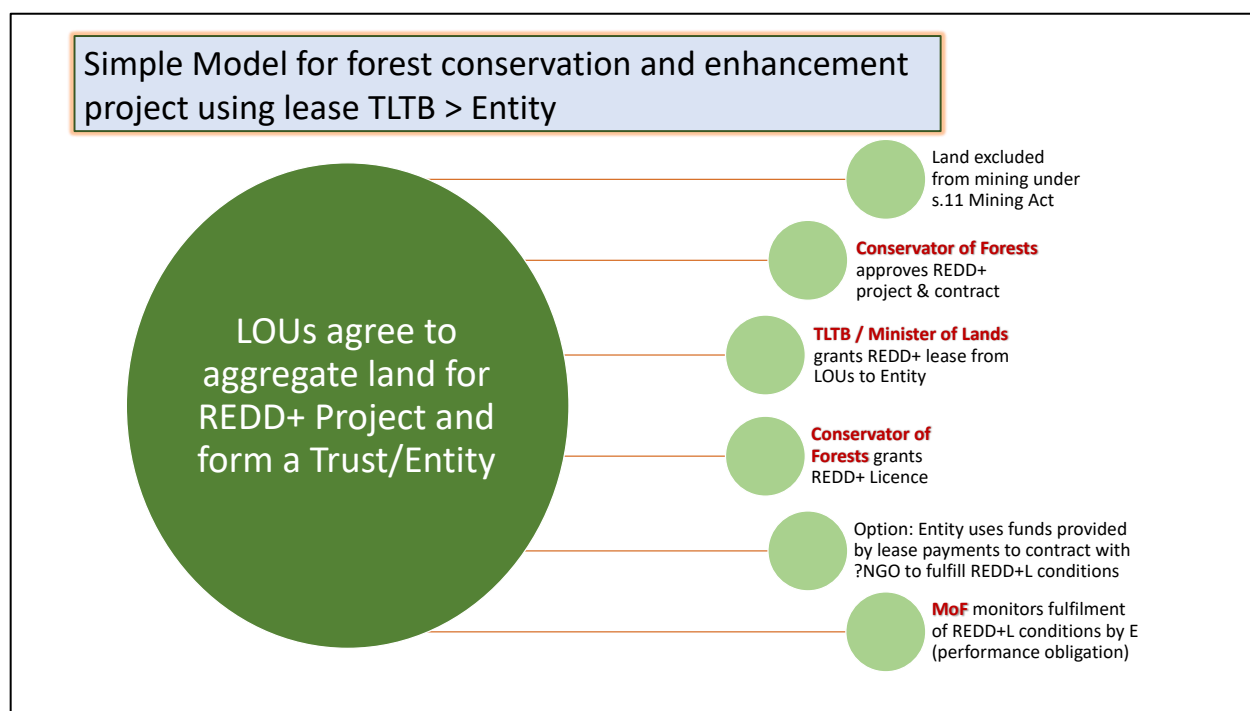 Simple Model for forest conservation and enhancement
project using lease TLTB > Entity
LOUs agree to
aggregate land for
REDD+ Project and
form a Trust/Entity
Land excluded
from mining under
s.11 Mining Act
Conservator of Forests
approves REDD+
project & contract
TLTB / Minister of Lands
grants REDD+ lease from
LOUs to Entity
Conservator of
Forests grants
REDD+ Licence
Option: Entity uses funds provided
by lease payments to contract with
?NGO to fulfill REDD+L conditions
MoF monitors fulfilment
of REDD+L conditions by E
(performance obligation)